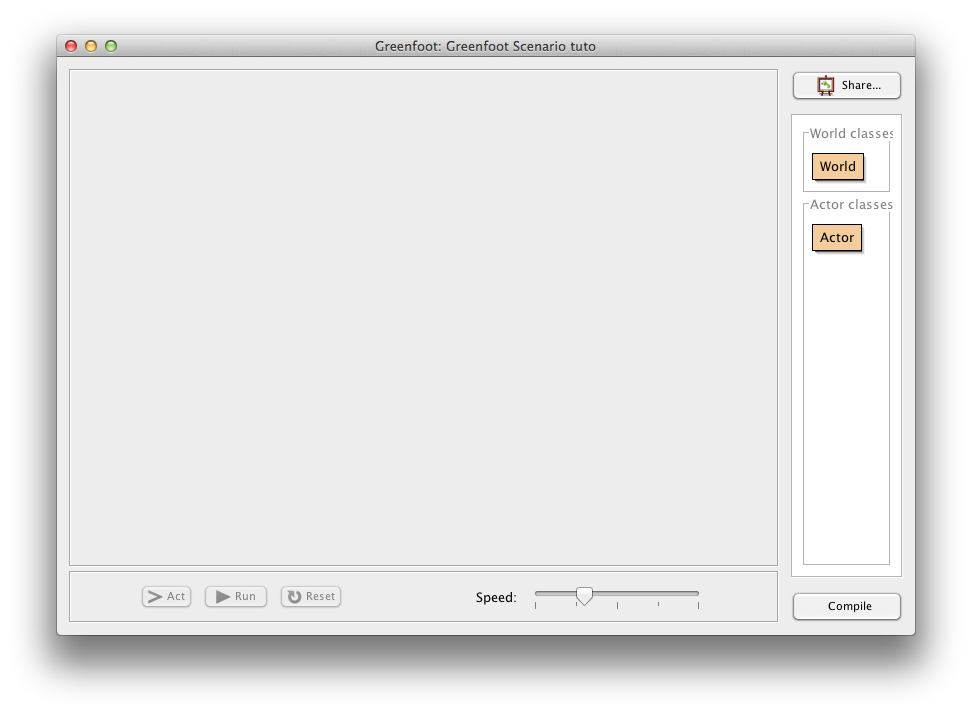 Greenfoot: Greenfoot Scenario tuto
Share...
World classes
World
Actor classes
Actor
Act
Run
Reset
Speed:
Compile